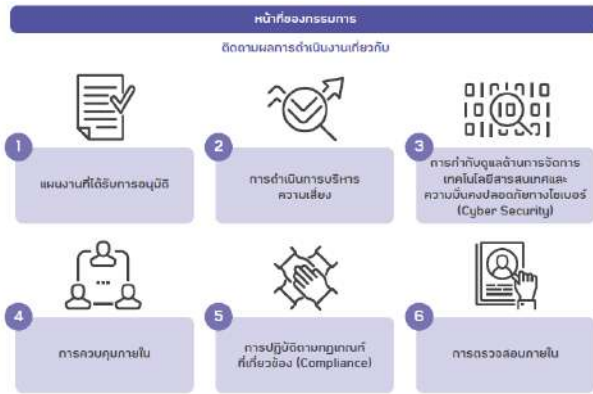 หน้าที่ของกรรมการ
ติดตามผลการดำเนินงานเกี่ยวกับ
1
แผนงานที่ได้รับการอนุมัติ
2
การดำเนินการบริหาร
ความเสี่ยง
3
การกำกับดูแลด้านการจัดการ
เทคโนโลยีสารสนเทศและ
ความมั่นคงปลอดภัยทางไซเบอร์
(Cyber Security)
4
การควบคุมภายใน
5
การปฏิบัติตามกฎเกณฑ์
ที่เกี่ยวข้อง (Compliance)
6
การตรวจสอบภายใน